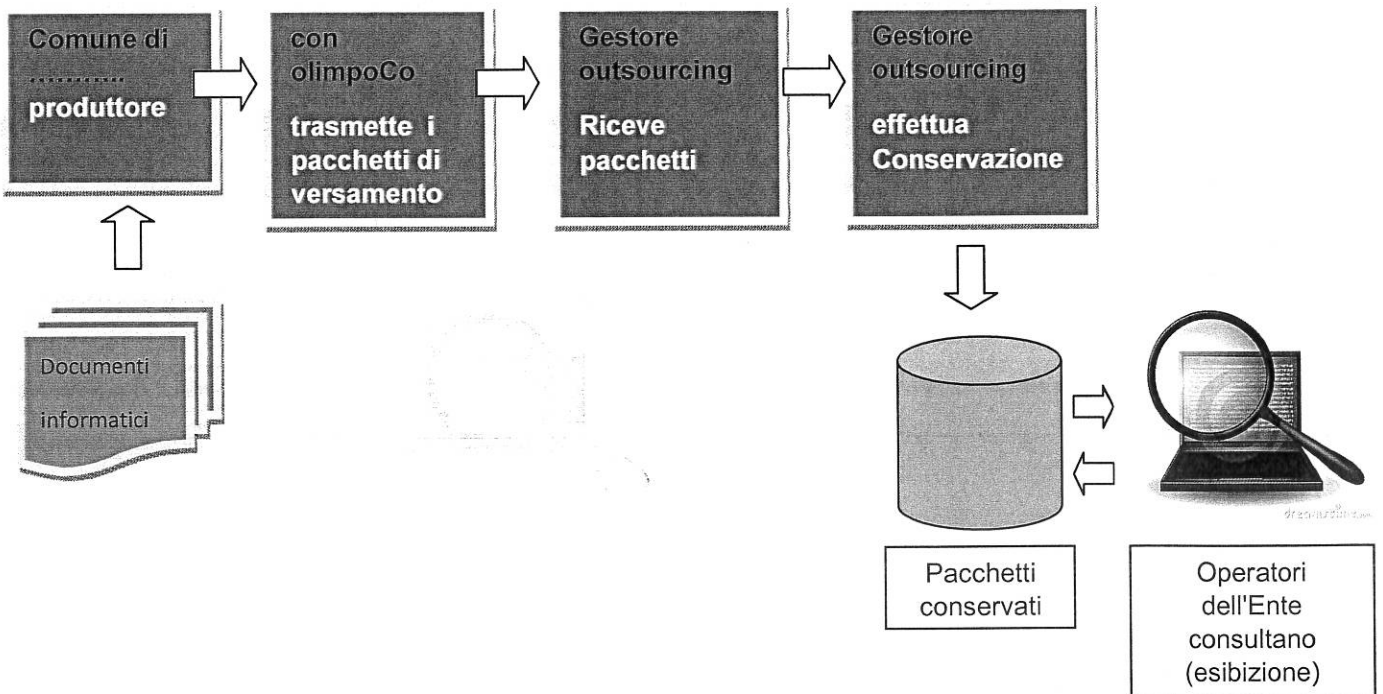 Comune di
...........
produttore
con
olimpoCo
trasmette i
pacchetti di
versamento
Gestore
outsourcing
Riceve
pacchetti
Gestore
outsourcing
effettua
Conservazione
Documenti
informatici
Pacchetti
conservati
Operatori
dell'Ente
consultano
(esibizione)